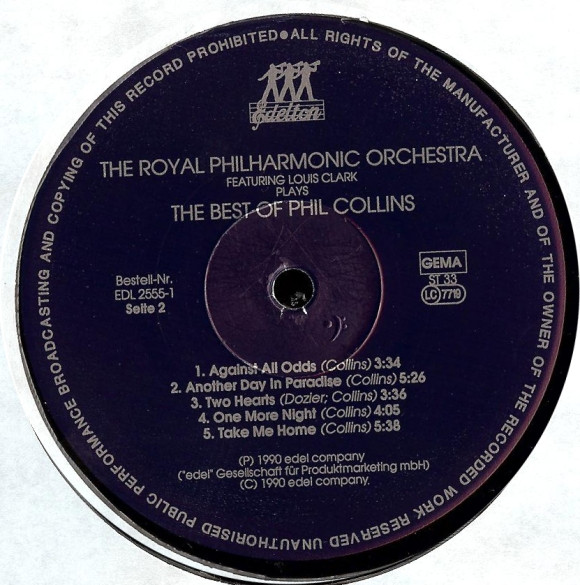 BROADCASTING AND COPYING OF THIS RECORD PROHIBITED●ALL RIGHTS OF THE MANUFACTURER AND OF THE OWNER OF THE RECORDED WORK RESERVED UNAUTHORISED PUBLIC PERFORMANCE
Edelton
THE ROYAL PHILHARMONIC ORCHESTRA
FEATURING LOUIS CLARK
PLAYS
THE BEST OF PHIL COLLINS
Bestell-Nr.
EDL 2555-1
Seite 2
GEMA
ST 33
LC 7719
1. Against All Odds (Collins) 3:34
2. Another Day In Paradise (Collins) 5:26
3. Two Hearts (Dozier; Collins) 3:36
4. One More Night (Collins) 4:05
5. Take Me Home (Collins) 5:38
(P) 1990 edel company
("edel" Gesellschaft für Produktmarketing mbH)
(C) 1990 edel company.